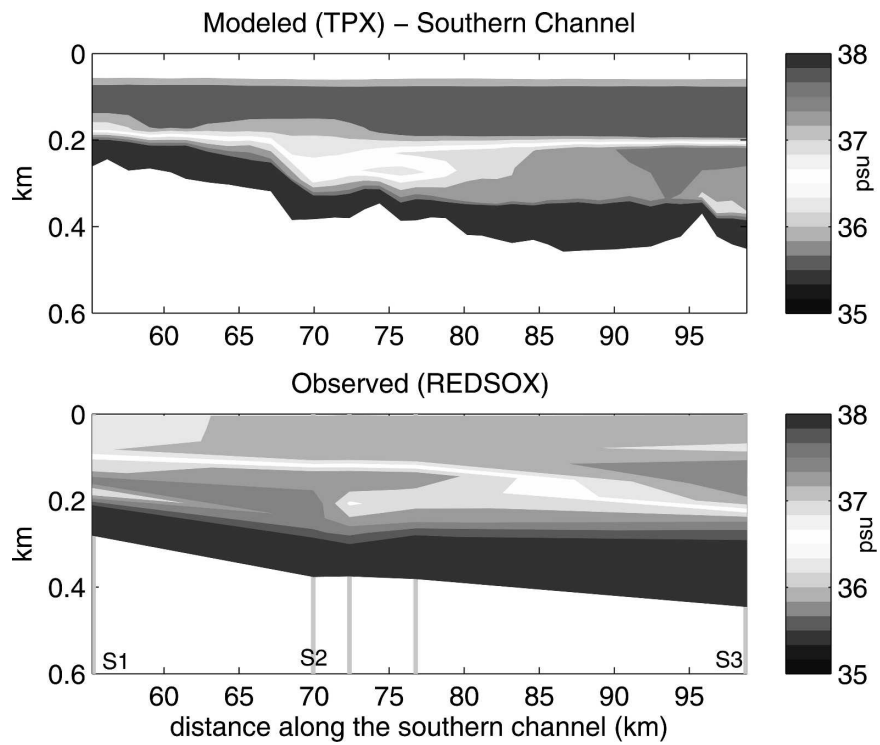 Modeled (TPX) – Southern Channel
0
0.2
0.4
0.6
km
60 65 70 75 80 85 90 95
38
37
36
35
psu
Observed (REDSOX)
0
0.2
0.4
0.6
km
S1 S2 S3
60 65 70 75 80 85 90 95
distance along the southern channel (km)
38
37
36
35
psu